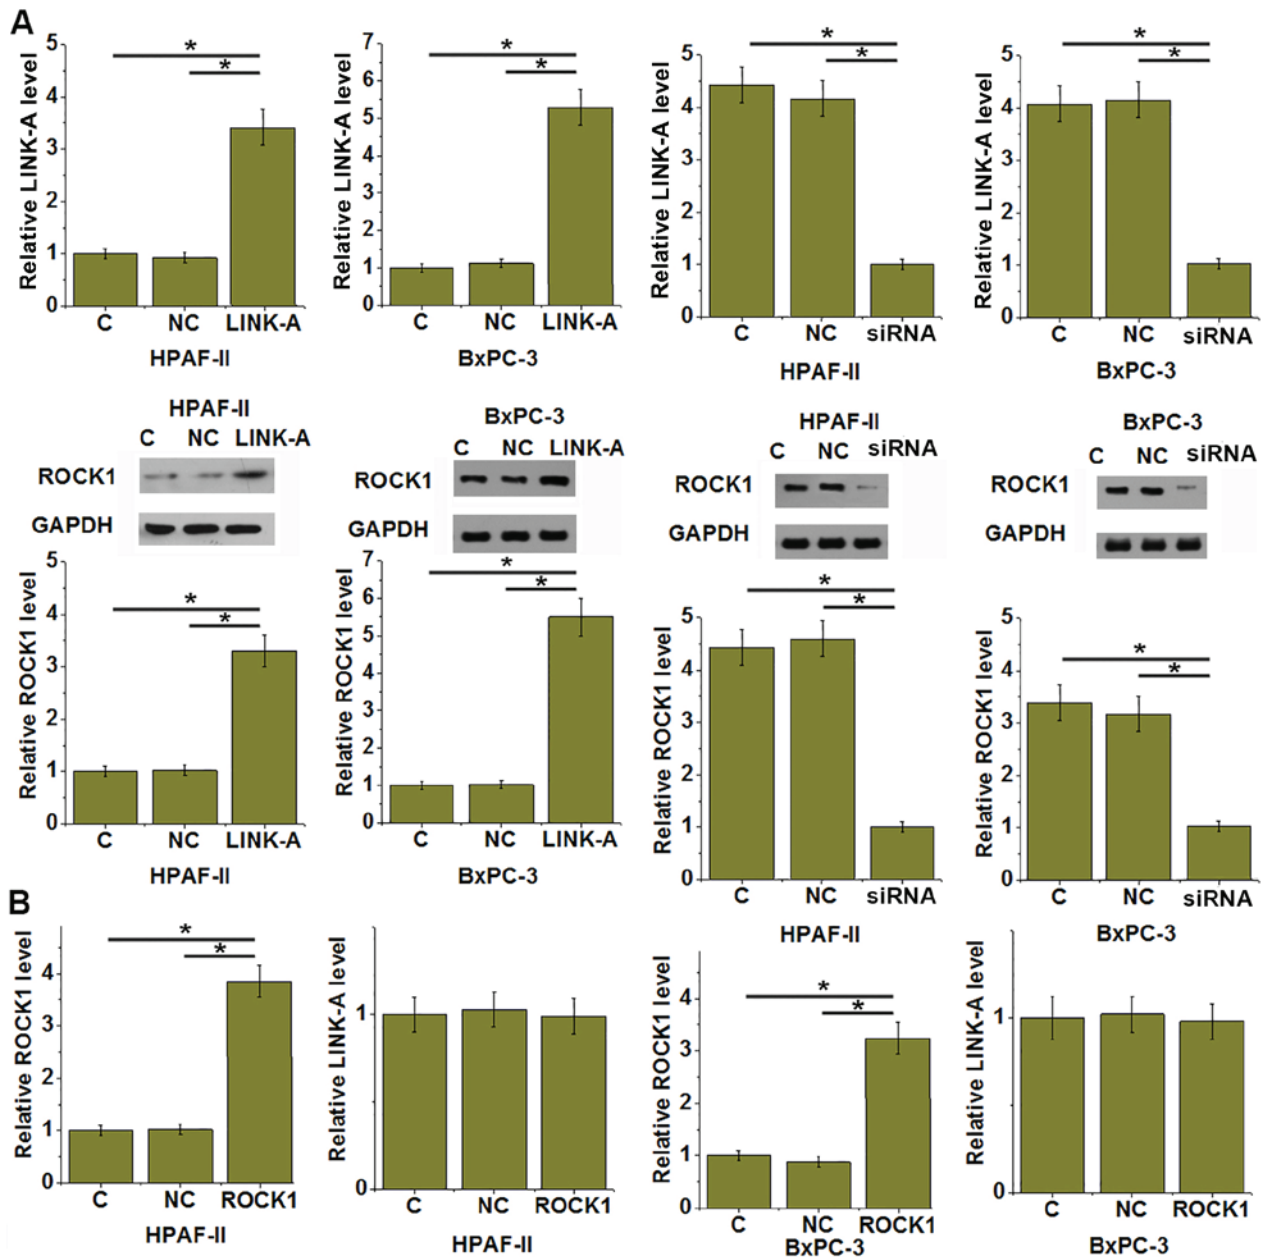 A
Relative LINK-A level
5
4
3
2
1
0
*
*
C NC LINK-A
HPAF-II
Relative LINK-A level
7
6
5
4
3
2
1
0
*
*
C NC LINK-A
BxPC-3
Relative LINK-A level
5
4
3
2
1
0
*
*
C NC siRNA
HPAF-II
Relative LINK-A level
5
4
3
2
1
0
*
*
C NC siRNA
BxPC-3
HPAF-II
C NC LINK-A
ROCK1
GAPDH
BxPC-3
C NC LINK-A
ROCK1
GAPDH
HPAF-II
C NC siRNA
ROCK1
GAPDH
BxPC-3
C NC siRNA
ROCK1
GAPDH
Relative ROCK1 level
5
4
3
2
1
0
*
*
C NC LINK-A
HPAF-II
Relative ROCK1 level
7
6
5
4
3
2
1
0
*
*
C NC LINK-A
BxPC-3
Relative ROCK1 level
5
4
3
2
1
0
*
*
C NC siRNA
HPAF-II
Relative ROCK1 level
5
4
3
2
1
0
*
*
C NC siRNA
BxPC-3
B
Relative ROCK1 level
4
3
2
1
0
*
*
C NC ROCK1
HPAF-II
Relative LINK-A level
1
0
C NC ROCK1
HPAF-II
Relative ROCK1 level
4
3
2
1
0
*
*
C NC ROCK1
BxPC-3
Relative LINK-A level
1
0
C NC ROCK1
BxPC-3